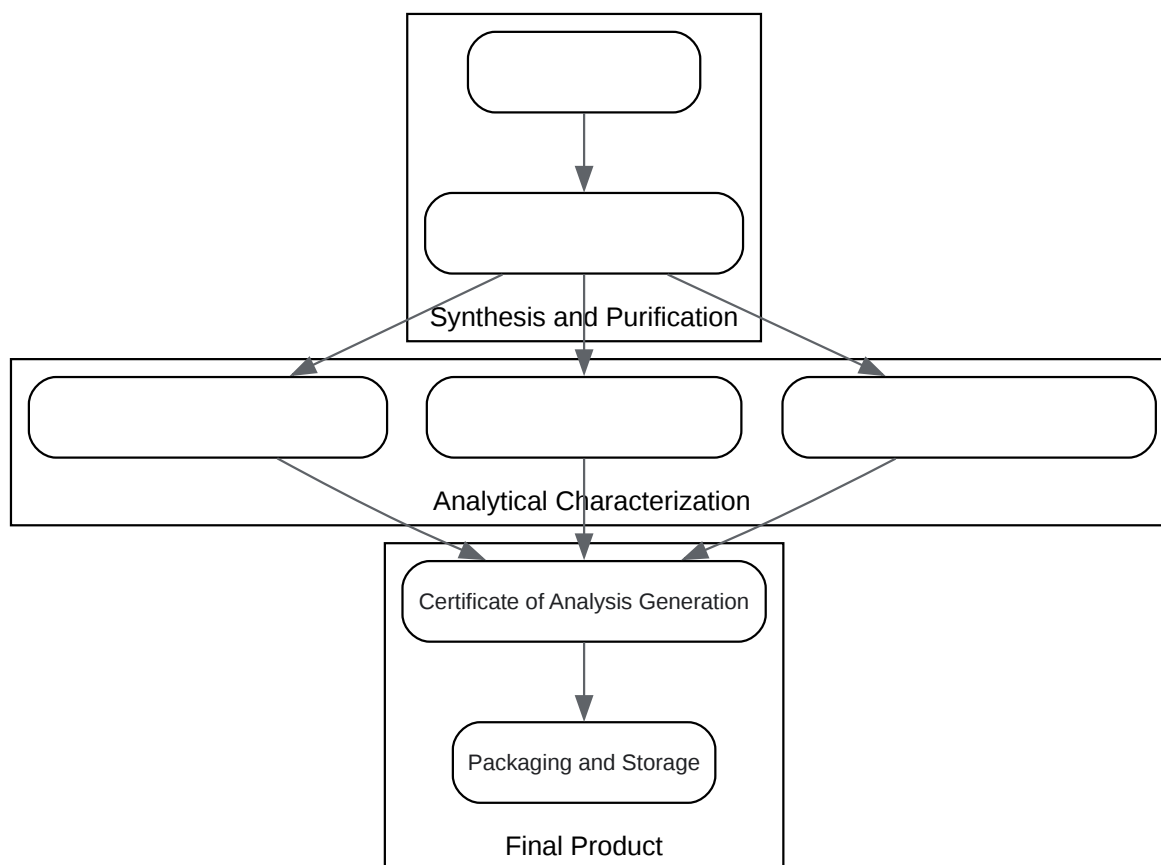 Synthesis and Purification
Analytical Characterization
Certificate of Analysis Generation
Packaging and Storage
Final Product